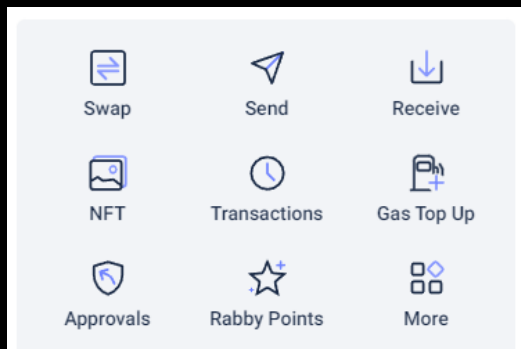 Swap
Send
Receive
NFT
Transactions
Gas Top Up
Approvals
Rabby Points
More